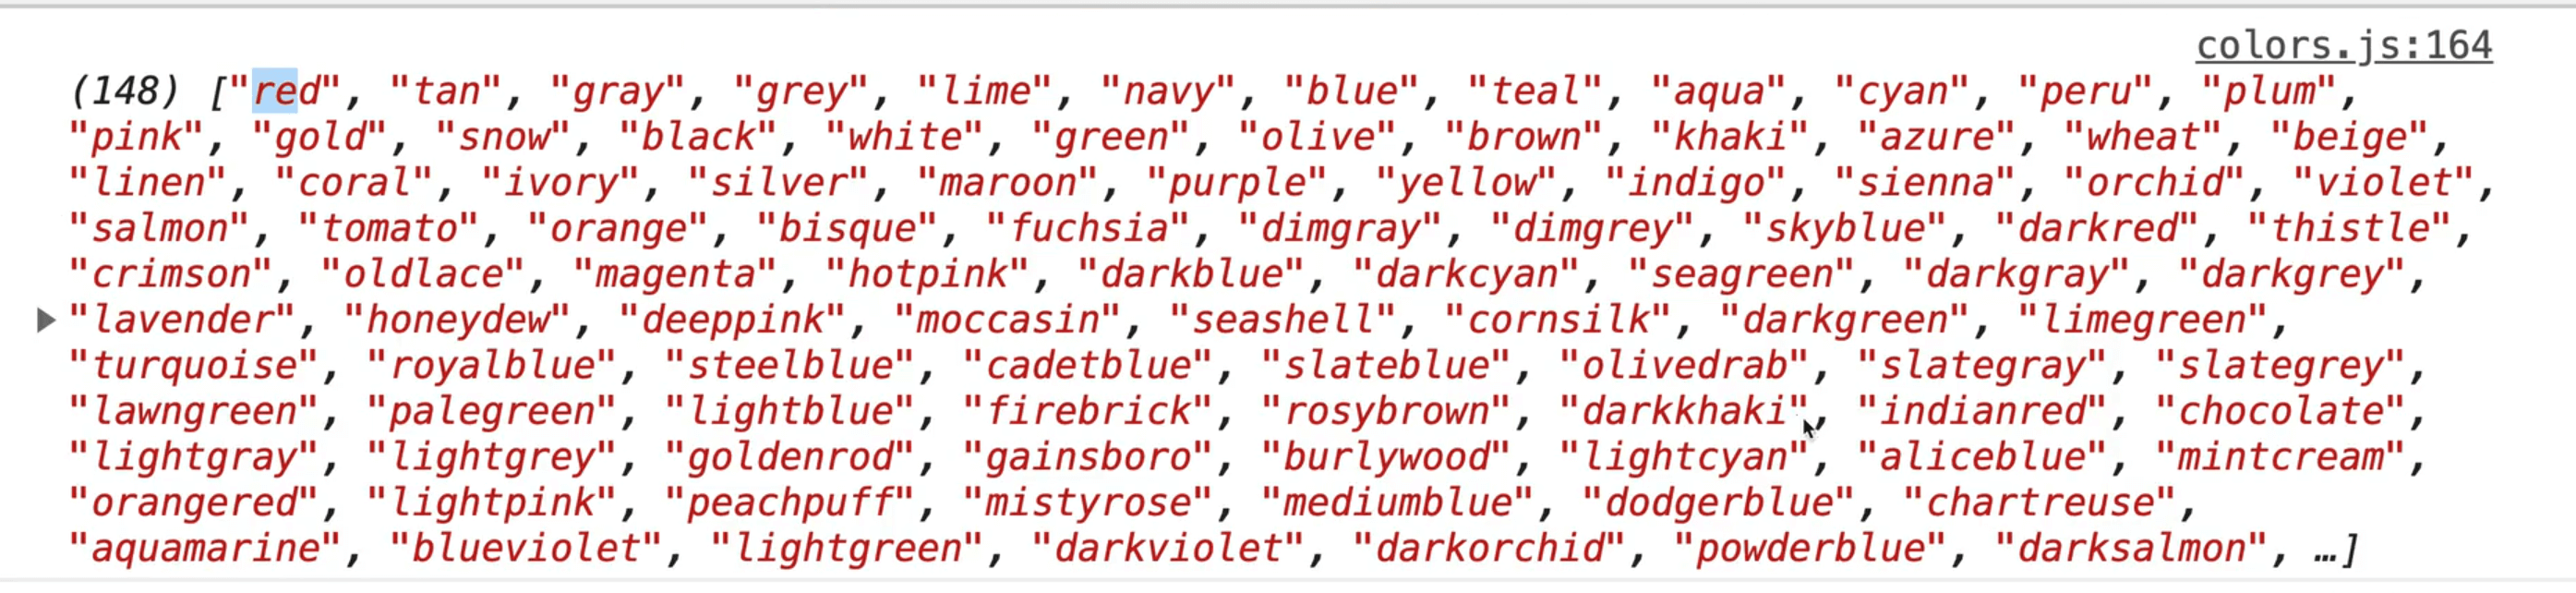 colors.js:164
(148) ["red", "tan", "gray", "grey", "lime", "navy", "blue", "teal", "aqua", "cyan", "peru", "plum",
"pink", "gold", "snow", "black", "white", "green", "olive", "brown", "khaki", "azure", "wheat", "beige",
"linen", "coral", "ivory", "silver", "maroon", "purple", "yellow", "indigo", "sienna", "orchid", "violet",
"salmon", "tomato", "orange", "bisque", "fuchsia", "dimgray", "dimgrey", "skyblue", "darkred", "thistle",
"crimson", "oldlace", "magenta", "hotpink", "darkblue", "darkcyan", "seagreen", "darkgray", "darkgrey",
"lavender", "honeydew", "deeppink", "moccasin", "seashell", "cornsilk", "darkgreen", "limegreen",
"turquoise", "royalblue", "steelblue", "cadetblue", "slateblue", "olivedrab", "slategray", "slategrey",
"lawngreen", "palegreen", "lightblue", "firebrick", "rosybrown", "darkkhaki", "indianred", "chocolate",
"lightgray", "lightgrey", "goldenrod", "gainsboro", "burlywood", "lightcyan", "aliceblue", "mintcream",
"orangered", "lightpink", "peachpuff", "mistyrose", "mediumblue", "dodgerblue", "chartreuse",
"aquamarine", "blueviolet", "lightgreen", "darkviolet", "darkorchid", "powderblue", "darksalmon", …]